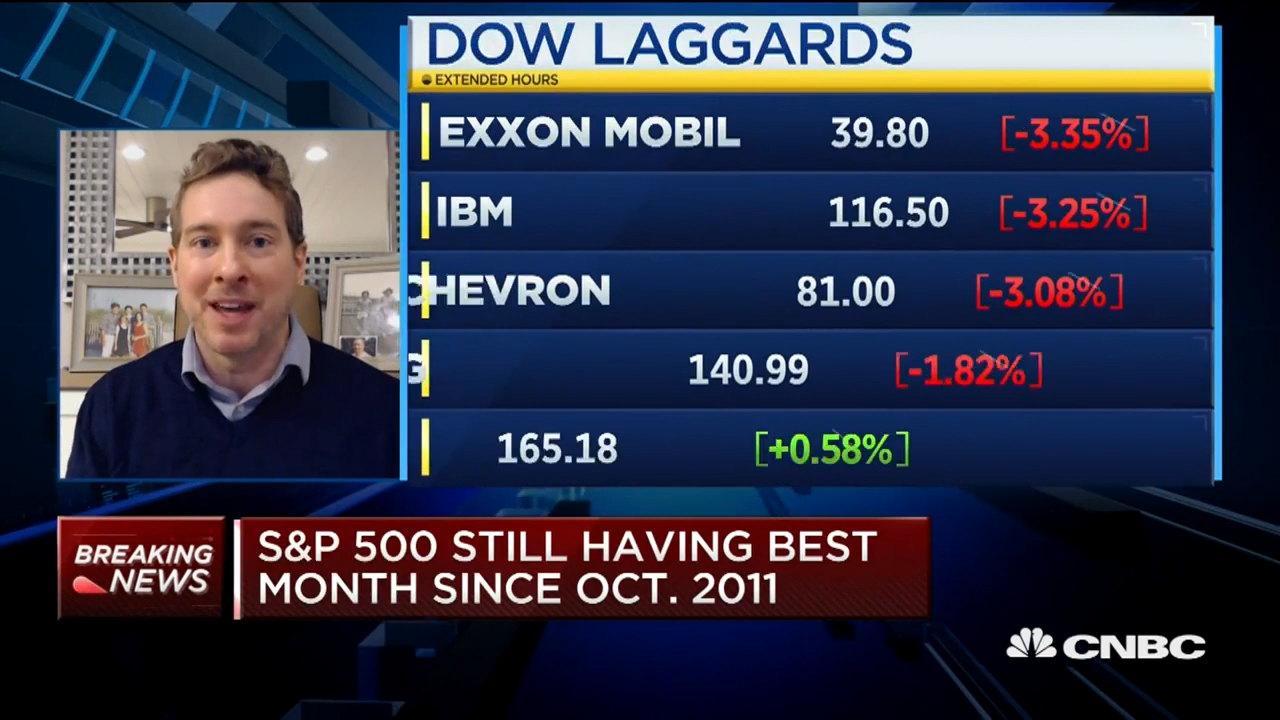 DOW LAGGARDS
EXTENDED HOURS
EXXON MOBIL 39.80 [-3.35%]
IBM 116.50 [-3.25%]
CHEVRON 81.00 [-3.08%]
G 140.99 [-1.82%]
165.18 [+0.58%]
BREAKING NEWS
S&P 500 STILL HAVING BEST
MONTH SINCE OCT. 2011
CNBC